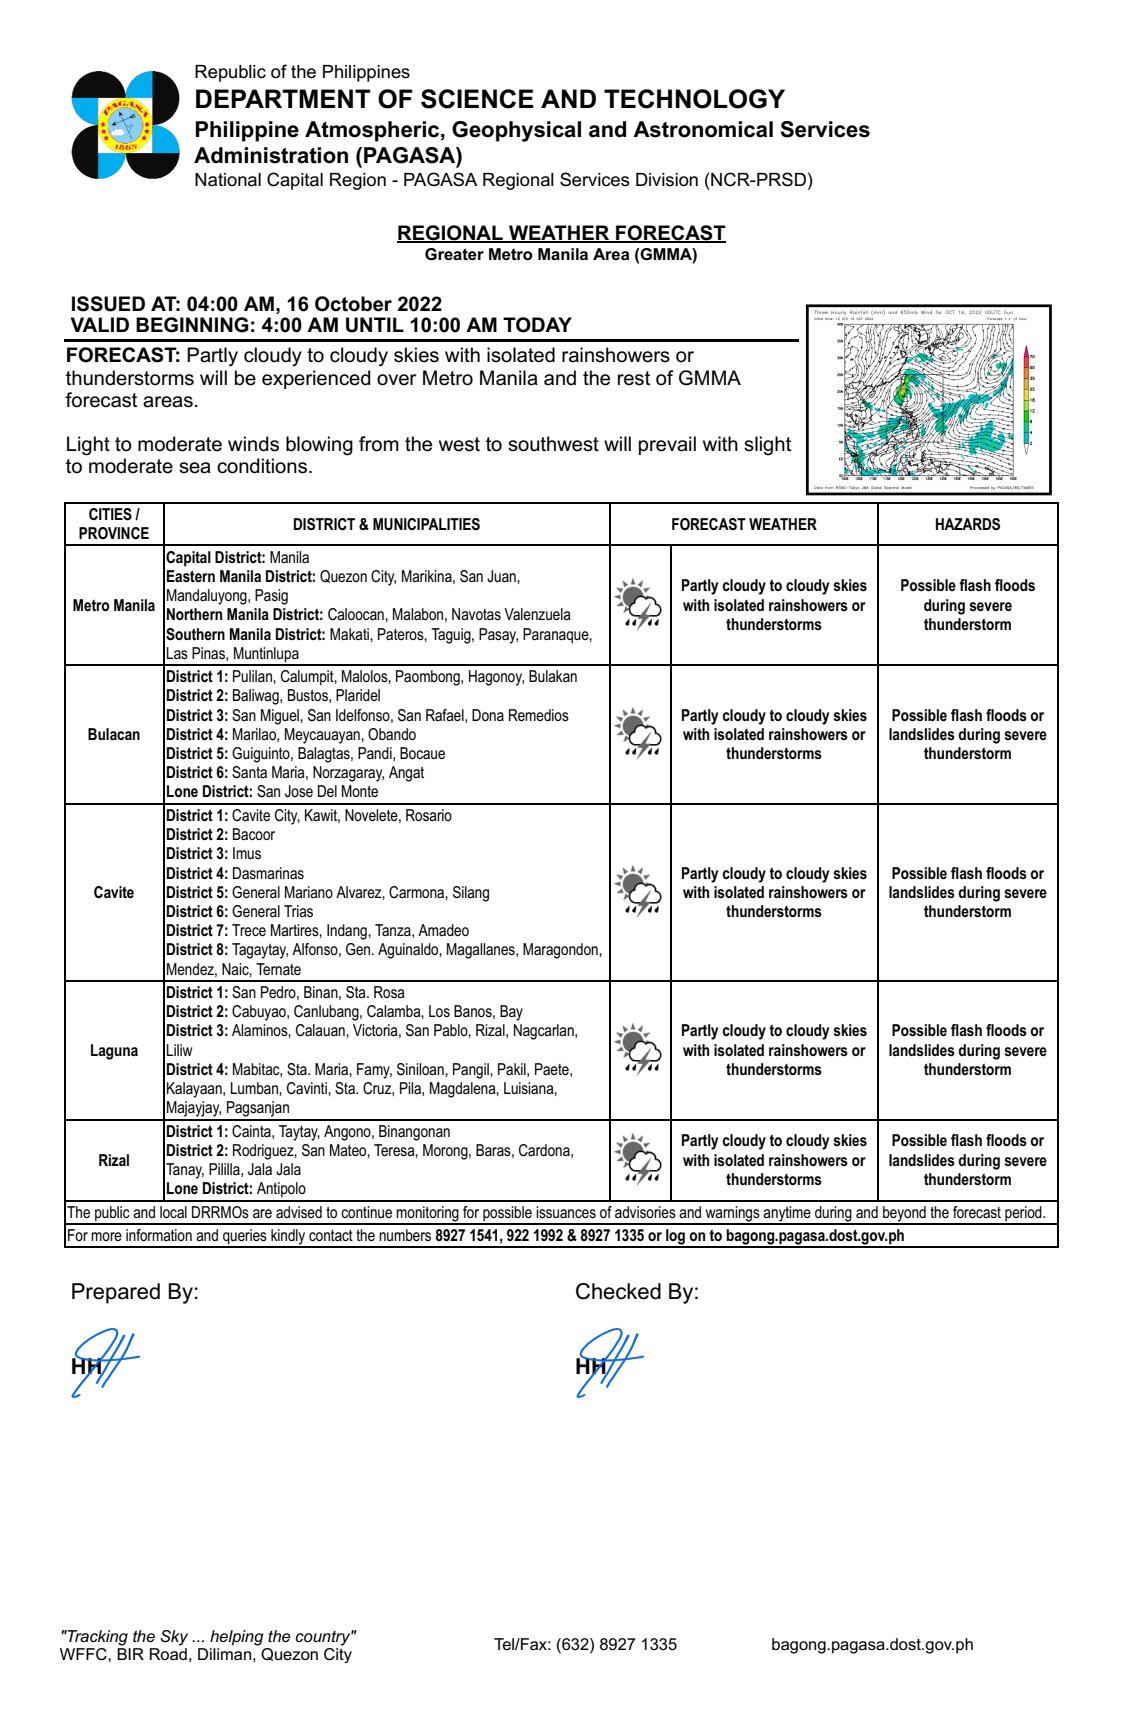 Republic of the Philippines
DEPARTMENT OF SCIENCE AND TECHNOLOGY
Philippine Atmospheric, Geophysical and Astronomical Services
Administration (PAGASA)
National Capital Region - PAGASA Regional Services Division (NCR-PRSD)
PAGASA
1865
REGIONAL WEATHER FORECAST
Greater Metro Manila Area (GMMA)
ISSUED AT: 04:00 AM, 16 October 2022
VALID BEGINNING: 4:00 AM UNTIL 10:00 AM TODAY
FORECAST: Partly cloudy to cloudy skies with isolated rainshowers or
thunderstorms will be experienced over Metro Manila and the rest of GMMA
forecast areas.
Light to moderate winds blowing from the west to southwest will prevail with slight
to moderate sea conditions.
Three Hourly Rainfall (mm) and 850mb Wind for OCT 16, 2022 00UTC Sun
CITIES /
PROVINCE
DISTRICT & MUNICIPALITIES
FORECAST WEATHER
HAZARDS
Metro Manila
Capital District: Manila
Eastern Manila District: Quezon City, Marikina, San Juan,
Mandaluyong, Pasig
Northern Manila District: Caloocan, Malabon, Navotas Valenzuela
Southern Manila District: Makati, Pateros, Taguig, Pasay, Paranaque,
Las Pinas, Muntinlupa
Partly cloudy to cloudy skies
with isolated rainshowers or
thunderstorms
Possible flash floods
during severe
thunderstorm
Bulacan
District 1: Pulilan, Calumpit, Malolos, Paombong, Hagonoy, Bulakan
District 2: Baliwag, Bustos, Plaridel
District 3: San Miguel, San Idelfonso, San Rafael, Dona Remedios
District 4: Marilao, Meycauayan, Obando
District 5: Guiguinto, Balagtas, Pandi, Bocaue
District 6: Santa Maria, Norzagaray, Angat
Lone District: San Jose Del Monte
Partly cloudy to cloudy skies
with isolated rainshowers or
thunderstorms
Possible flash floods or
landslides during severe
thunderstorm
Cavite
District 1: Cavite City, Kawit, Novelete, Rosario
District 2: Bacoor
District 3: Imus
District 4: Dasmarinas
District 5: General Mariano Alvarez, Carmona, Silang
District 6: General Trias
District 7: Trece Martires, Indang, Tanza, Amadeo
District 8: Tagaytay, Alfonso, Gen. Aguinaldo, Magallanes, Maragondon,
Mendez, Naic, Ternate
Partly cloudy to cloudy skies
with isolated rainshowers or
thunderstorms
Possible flash floods or
landslides during severe
thunderstorm
Laguna
District 1: San Pedro, Binan, Sta. Rosa
District 2: Cabuyao, Canlubang, Calamba, Los Banos, Bay
District 3: Alaminos, Calauan, Victoria, San Pablo, Rizal, Nagcarlan,
Liliw
District 4: Mabitac, Sta. Maria, Famy, Siniloan, Pangil, Pakil, Paete,
Kalayaan, Lumban, Cavinti, Sta. Cruz, Pila, Magdalena, Luisiana,
Majayjay, Pagsanjan
Partly cloudy to cloudy skies
with isolated rainshowers or
thunderstorms
Possible flash floods or
landslides during severe
thunderstorm
Rizal
District 1: Cainta, Taytay, Angono, Binangonan
District 2: Rodriguez, San Mateo, Teresa, Morong, Baras, Cardona,
Tanay, Pililla, Jala Jala
Lone District: Antipolo
Partly cloudy to cloudy skies
with isolated rainshowers or
thunderstorms
Possible flash floods or
landslides during severe
thunderstorm
The public and local DRRMOs are advised to continue monitoring for possible issuances of advisories and warnings anytime during and beyond the forecast period.
For more information and queries kindly contact the numbers 8927 1541, 922 1992 & 8927 1335 or log on to bagong.pagasa.dost.gov.ph
Prepared By:
Checked By:
HH
HH
"Tracking the Sky ... helping the country"
WFFC, BIR Road, Diliman, Quezon City
Tel/Fax: (632) 8927 1335
bagong.pagasa.dost.gov.ph